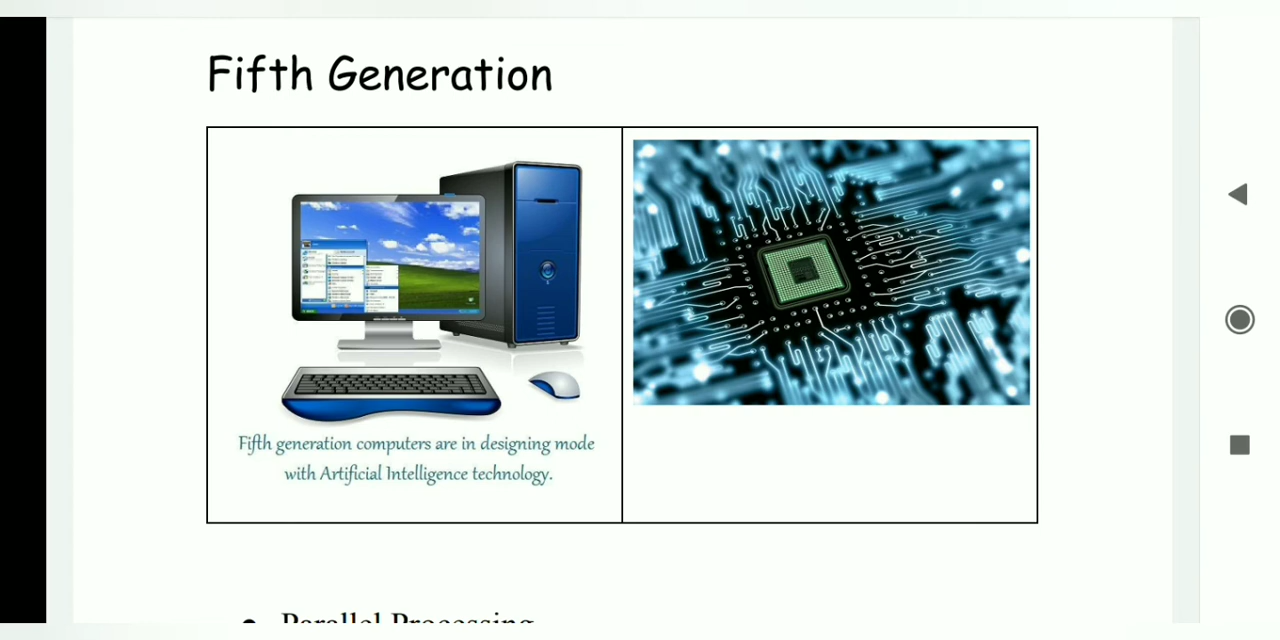 Fifth Generation
Fifth generation computers are in designing mode
with Artificial Intelligence technology.
• Parallel Processing